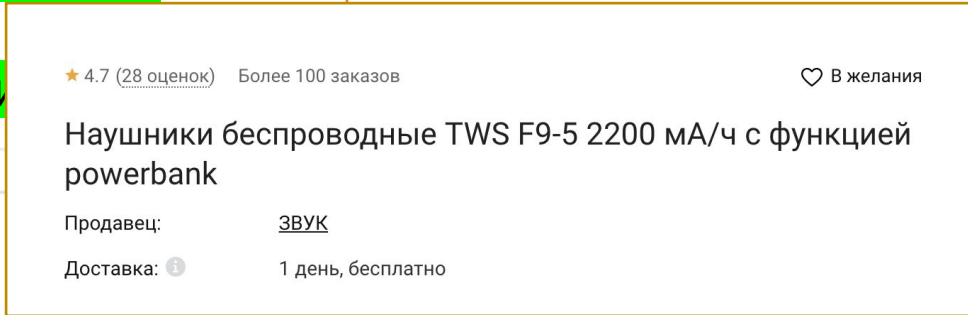 4.7 (28 оценок) Более 100 заказов В желания
Наушники беспроводные TWS F9-5 2200 мА/ч с функцией
powerbank
Продавец: ЗВУК
Доставка: 1 день, бесплатно